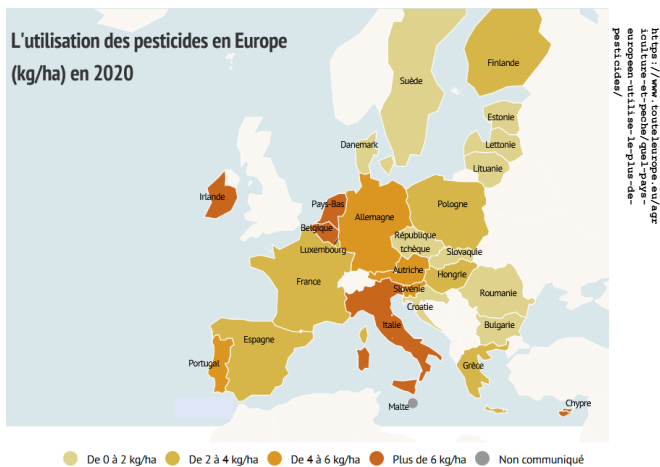 L'utilisation des pesticides en Europe
(kg/ha) en 2020
Finlande
Suède
Estonie
Danemark
Lettonie
Lituanie
Irlande
Pays-Bas
Allemagne
Pologne
Belgique
République
tchèque
Luxembourg
Slovaquie
Autriche
Hongrie
France
Slovénie
Roumanie
Croatie
Italie
Bulgarie
Espagne
Portugal
Grèce
Malte
Chypre
De 0 à 2 kg/ha
De 2 à 4 kg/ha
De 4 à 6 kg/ha
Plus de 6 kg/ha
Non communiqué
https://www.touteleurope.eu/agr
iculture-et-peche/quel-pays-
europeen-utilise-le-plus-de-
pesticides/